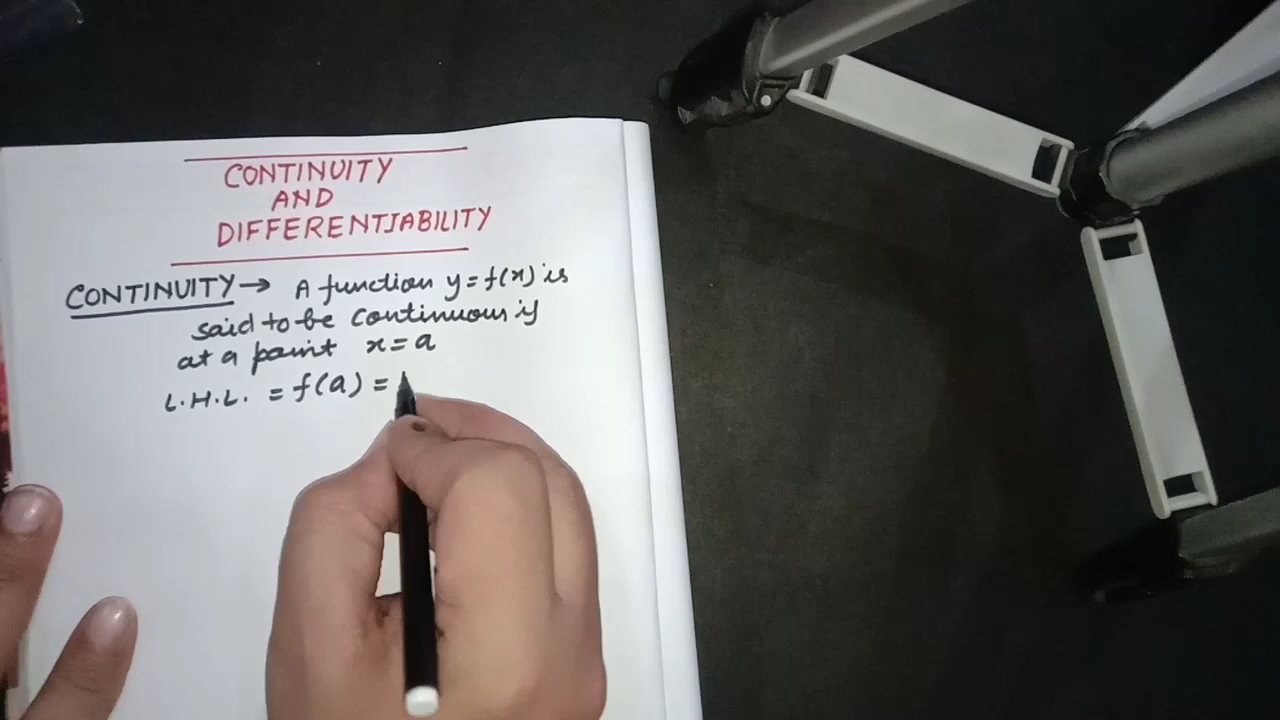 CONTINUITY
AND
DIFFERENTIABILITY
CONTINUITY → A function y = f(x) is
said to be continuous if
at a point x = a
L.H.L. = f(a) =